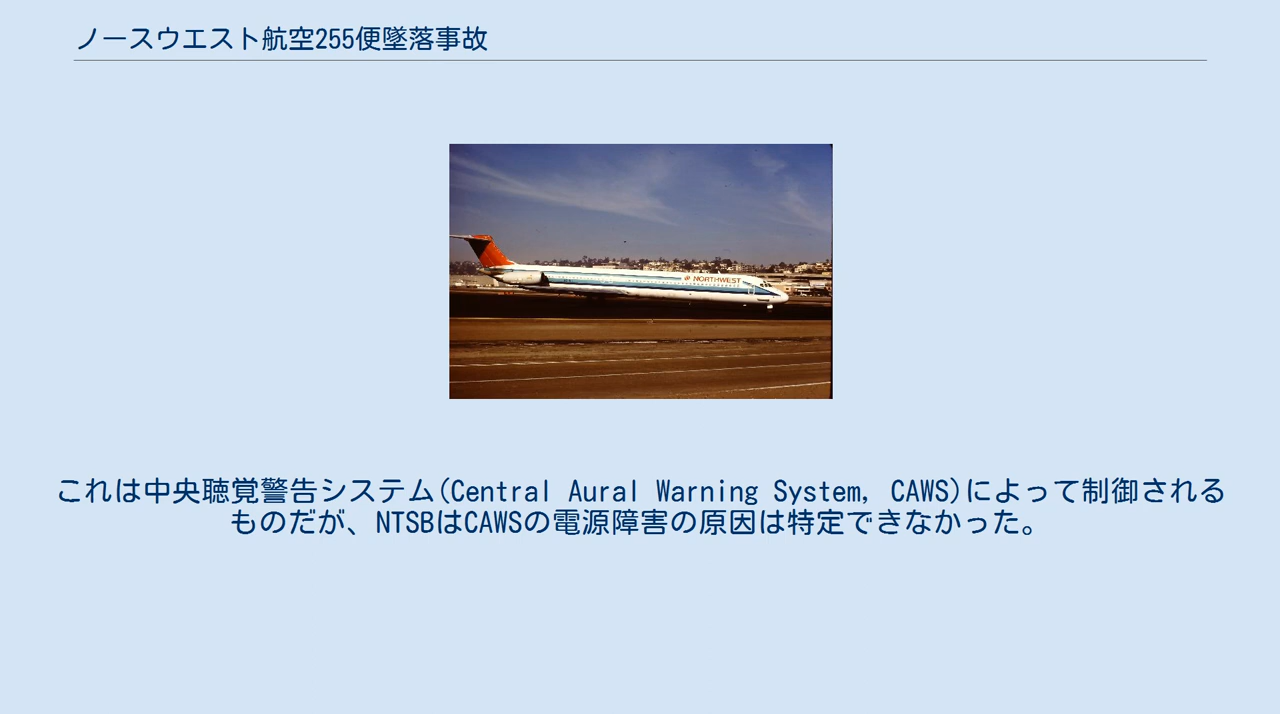 ノースウエスト航空255便墜落事故
NORTHWEST
これは中央聴覚警告システム(Central Aural Warning System, CAWS)によって制御される
ものだが、NTSBはCAWSの電源障害の原因は特定できなかった。